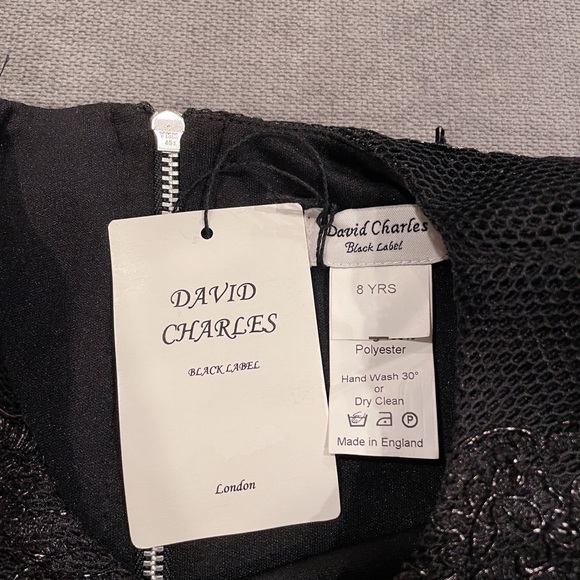 DAVID
CHARLES
BLACK LABEL
London
David Charles
Black Label
8 YRS
Polyester
Hand Wash 30°
or
Dry Clean
P
Made in England